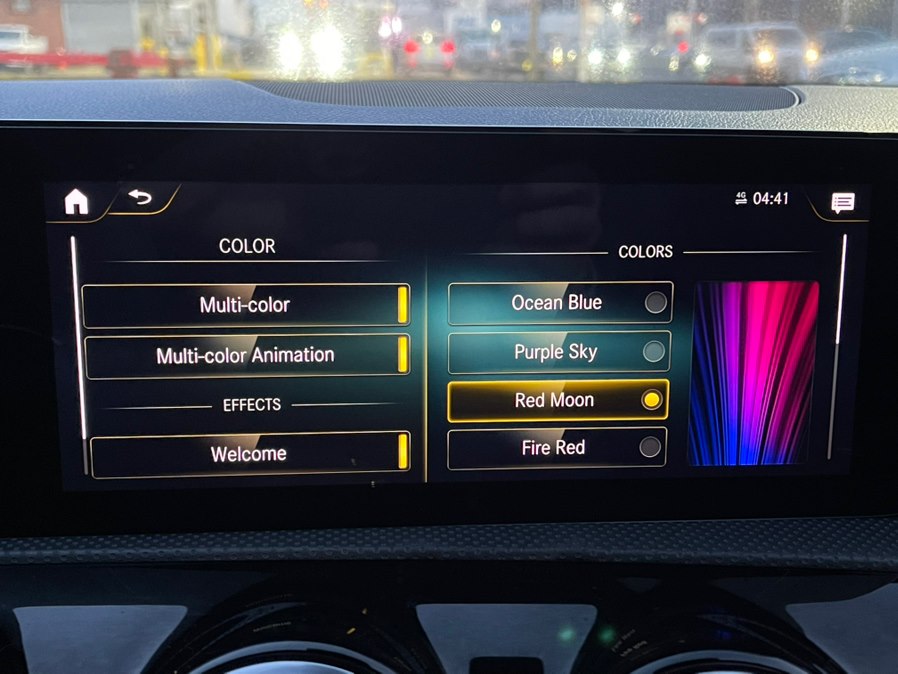 4G 04:41
COLOR
Multi-color
Multi-color Animation
EFFECTS
Welcome
COLORS
Ocean Blue
Purple Sky
Red Moon
Fire Red